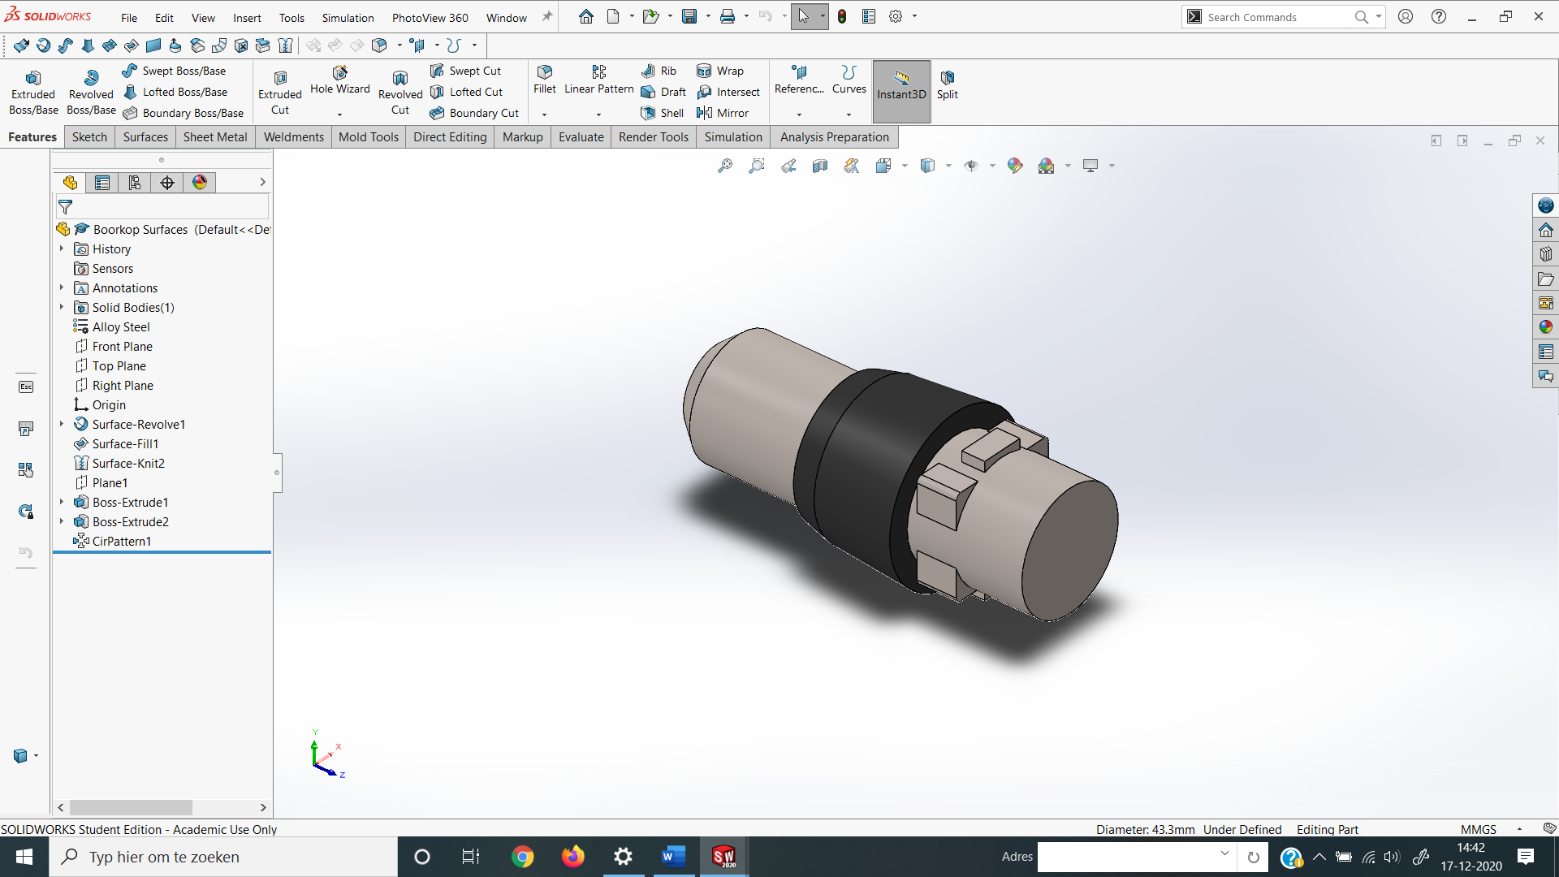 SOLIDWORKS File Edit View Insert Tools Simulation PhotoView 360 Window Search Commands
Extruded Boss/Base
Revolved Boss/Base
Swept Boss/Base
Lofted Boss/Base
Boundary Boss/Base
Extruded Cut
Hole Wizard
Revolved Cut
Swept Cut
Lofted Cut
Boundary Cut
Fillet
Linear Pattern
Rib
Draft
Shell
Wrap
Intersect
Mirror
Referenc...
Curves
Instant3D
Split
Features Sketch Surfaces Sheet Metal Weldments Mold Tools Direct Editing Markup Evaluate Render Tools Simulation Analysis Preparation
Boorkop Surfaces (Default<<De
History
Sensors
Annotations
Solid Bodies(1)
Alloy Steel
Front Plane
Top Plane
Right Plane
Origin
Surface-Revolve1
Surface-Fill1
Surface-Knit2
Plane1
Boss-Extrude1
Boss-Extrude2
CirPattern1
Esc
Y
X
Z
SOLIDWORKS Student Edition - Academic Use Only Diameter: 43.3mm Under Defined Editing Part MMGS
Typ hier om te zoeken
W
SW
2020
Adres
14:42
17-12-2020